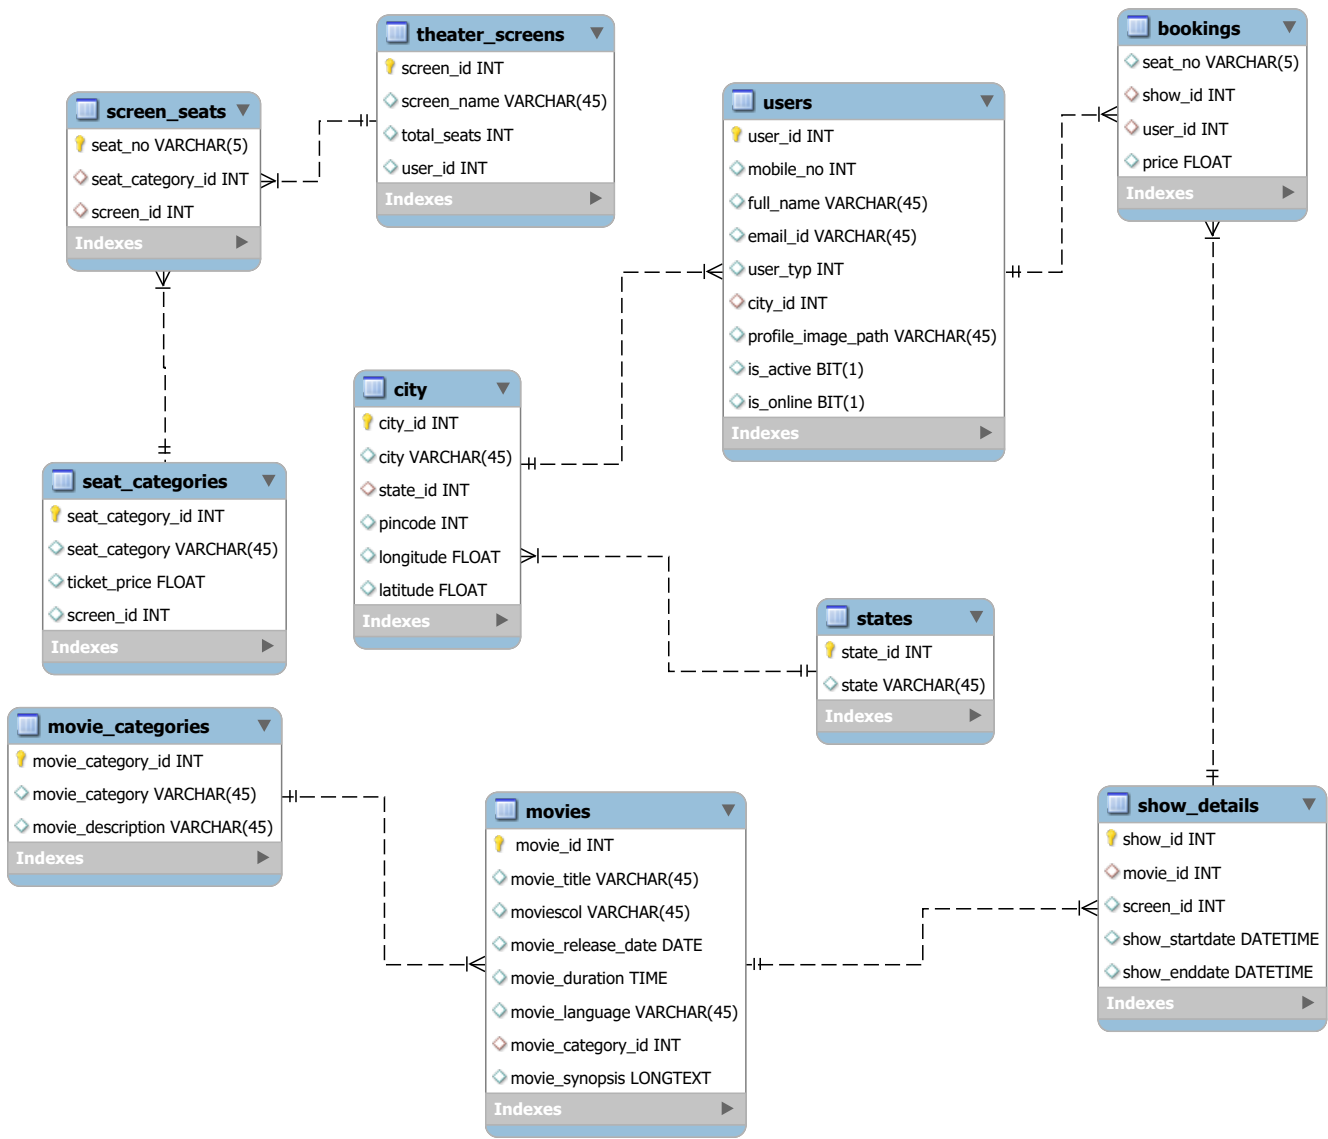 theater_screens
screen_id INT
screen_name VARCHAR(45)
total_seats INT
user_id INT
Indexes
bookings
seat_no VARCHAR(5)
show_id INT
user_id INT
price FLOAT
Indexes
screen_seats
seat_no VARCHAR(5)
seat_category_id INT
screen_id INT
Indexes
users
user_id INT
mobile_no INT
full_name VARCHAR(45)
email_id VARCHAR(45)
user_typ INT
city_id INT
profile_image_path VARCHAR(45)
is_active BIT(1)
is_online BIT(1)
Indexes
city
city_id INT
city VARCHAR(45)
state_id INT
pincode INT
longitude FLOAT
latitude FLOAT
Indexes
seat_categories
seat_category_id INT
seat_category VARCHAR(45)
ticket_price FLOAT
screen_id INT
Indexes
states
state_id INT
state VARCHAR(45)
Indexes
movie_categories
movie_category_id INT
movie_category VARCHAR(45)
movie_description VARCHAR(45)
Indexes
movies
movie_id INT
movie_title VARCHAR(45)
moviescol VARCHAR(45)
movie_release_date DATE
movie_duration TIME
movie_language VARCHAR(45)
movie_category_id INT
movie_synopsis LONGTEXT
Indexes
show_details
show_id INT
movie_id INT
screen_id INT
show_startdate DATETIME
show_enddate DATETIME
Indexes